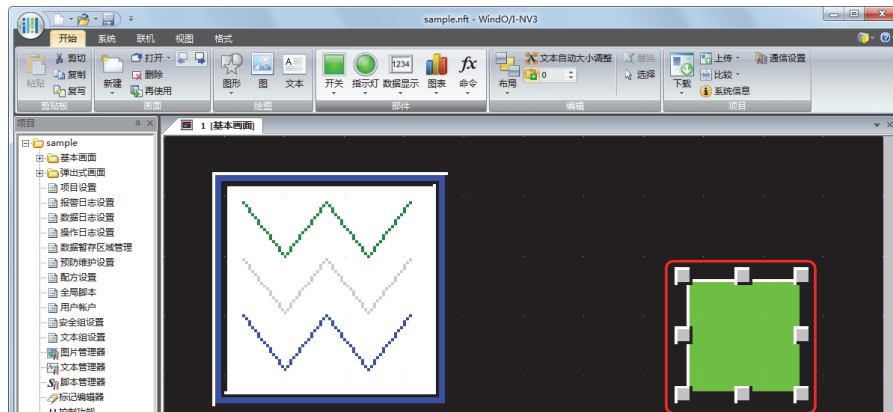 sample.nft - WindO/I-NV3
开始 系统 联机 视图 格式
粘贴 剪切 复制 复写 剪贴板
新建 打开 删除 再使用 画面
图形 图 文本 绘图
开关 指示灯 1234 数据显示 图表 fx 命令 部件
布局 文本自动大小调整 0 替换 选择 编辑
下载 上传 比较 系统信息 通信设置 项目
项目
1 [基本画面]
sample
基本画面
弹出式画面
项目设置
报警日志设置
数据日志设置
操作日志设置
数据暂存区域管理
预防维护设置
配方设置
全局脚本
用户帐户
安全组设置
文本组设置
图片管理器
文本管理器
脚本管理器
标记编辑器